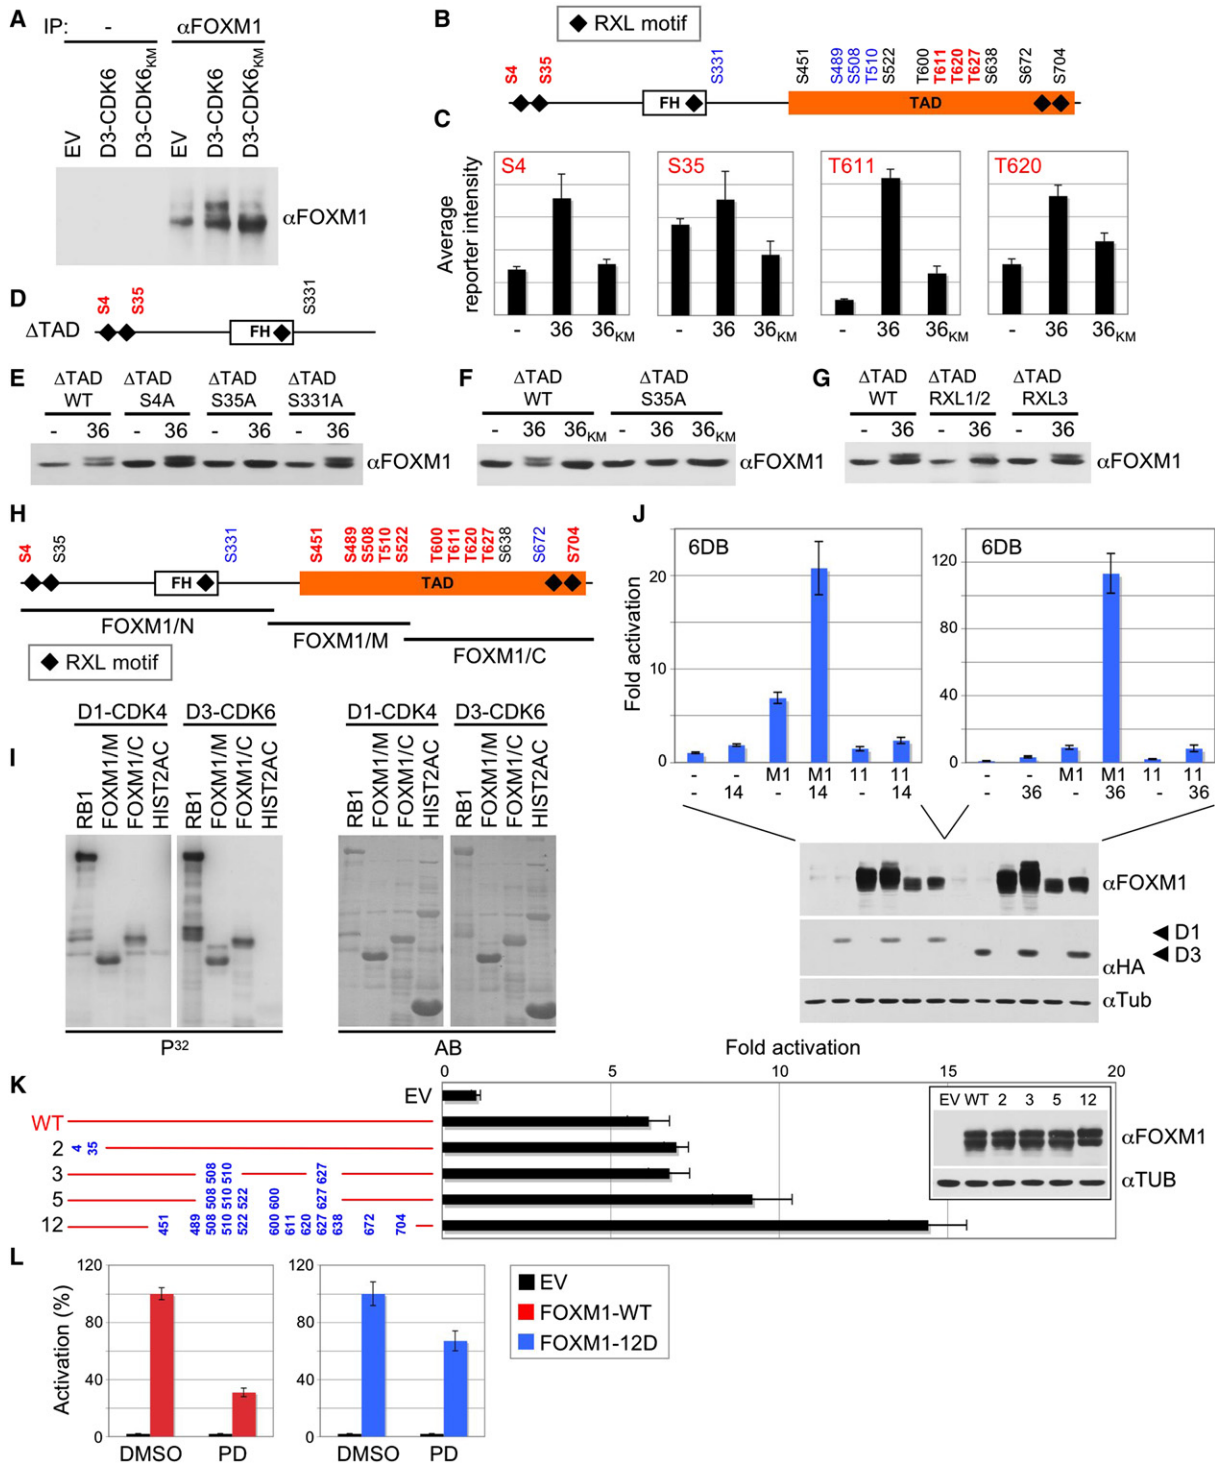 A
IP: - αFOXM1
EV D3-CDK6 D3-CDK6KM EV D3-CDK6 D3-CDK6KM
αFOXM1
B
◆ RXL motif
S4 S35 S331 S451 S489 S508 T510 S522 T600 T611 T620 T627 S638 S672 S704
FH TAD
C
Average reporter intensity
S4 S35 T611 T620
- 36 36KM - 36 36KM - 36 36KM - 36 36KM
D
S4 S35 S331
ΔTAD FH
E
ΔTAD WT ΔTAD S4A ΔTAD S35A ΔTAD S331A
- 36 - 36 - 36 - 36
αFOXM1
F
ΔTAD WT ΔTAD S35A
- 36 36KM - 36 36KM
αFOXM1
G
ΔTAD WT ΔTAD RXL1/2 ΔTAD RXL3
- 36 - 36 - 36
αFOXM1
H
S4 S35 S331 S451 S489 S508 T510 S522 T600 T611 T620 T627 S638 S672 S704
FH TAD
FOXM1/N FOXM1/M FOXM1/C
◆ RXL motif
I
D1-CDK4 D3-CDK6 D1-CDK4 D3-CDK6
RB1 FOXM1/M FOXM1/C HIST2AC RB1 FOXM1/M FOXM1/C HIST2AC RB1 FOXM1/M FOXM1/C HIST2AC RB1 FOXM1/M FOXM1/C HIST2AC
P32 AB
J
Fold activation
6DB
20
10
0
- - M1 M1 11 11
- 14 - 14 - 14
6DB
120
80
40
0
- - M1 M1 11 11
- 36 - 36 - 36
αFOXM1
D1
D3
αHA
αTub
K
Fold activation
0 5 10 15 20
EV
WT
2 4 35
3 508 510 627
5 508 510 522 600 627
12 451 489 508 510 522 600 611 620 627 638 672 704
EV WT 2 3 5 12
αFOXM1
αTUB
L
Activation (%)
120
80
40
0
DMSO PD
120
80
40
0
DMSO PD
EV
FOXM1-WT
FOXM1-12D